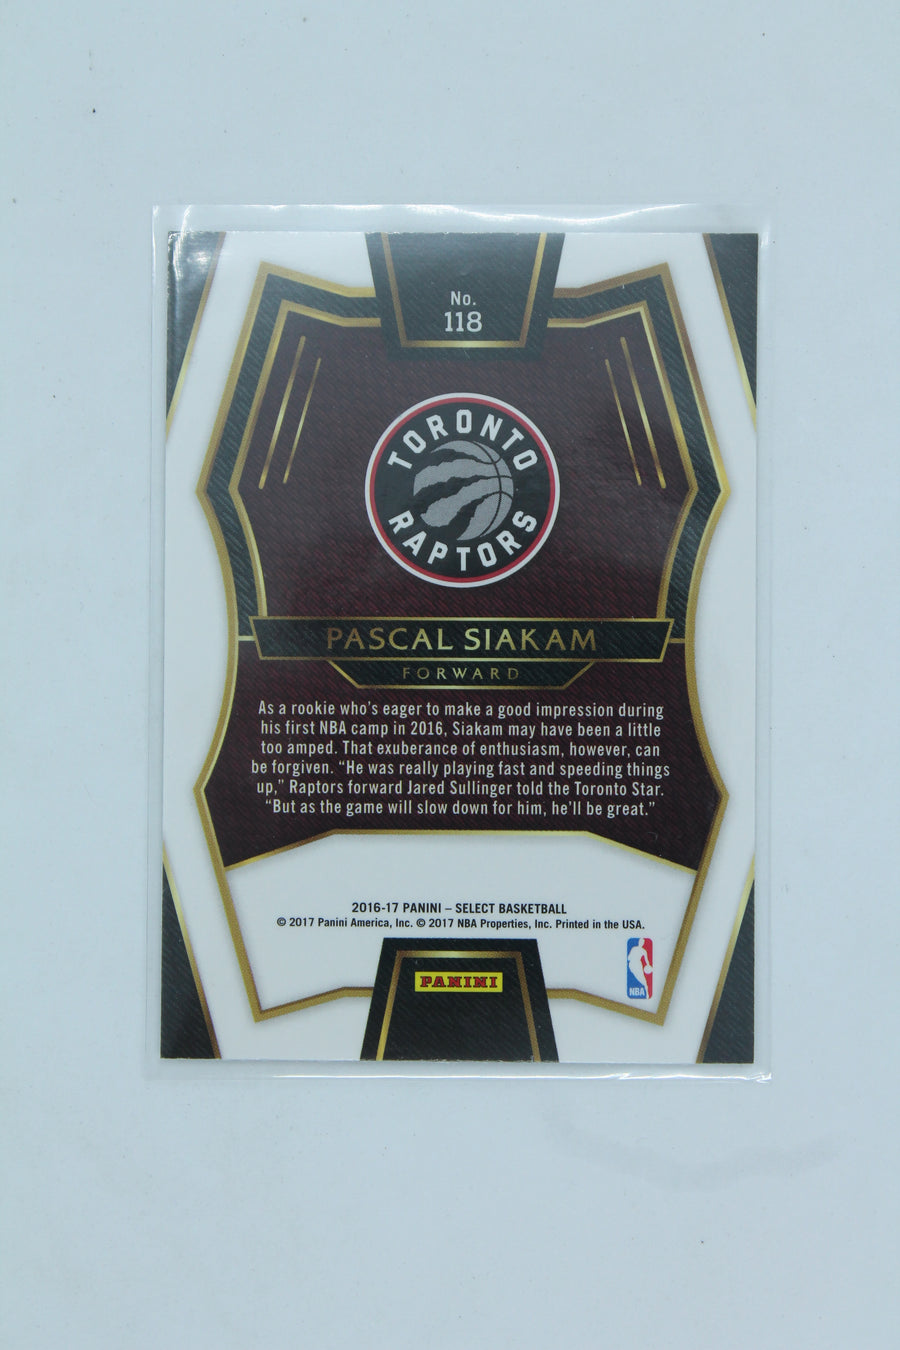 No.
118
TORONTO
RAPTORS
PASCAL SIAKAM
FORWARD
As a rookie who's eager to make a good impression during
his first NBA camp in 2016, Siakam may have been a little
too amped. That exuberance of enthusiasm, however, can
be forgiven. “He was really playing fast and speeding things
up,” Raptors forward Jared Sullinger told the Toronto Star.
“But as the game will slow down for him, he'll be great.”
2016-17 PANINI – SELECT BASKETBALL
© 2017 Panini America, Inc. © 2017 NBA Properties, Inc. Printed in the USA.
PANINI
NBA